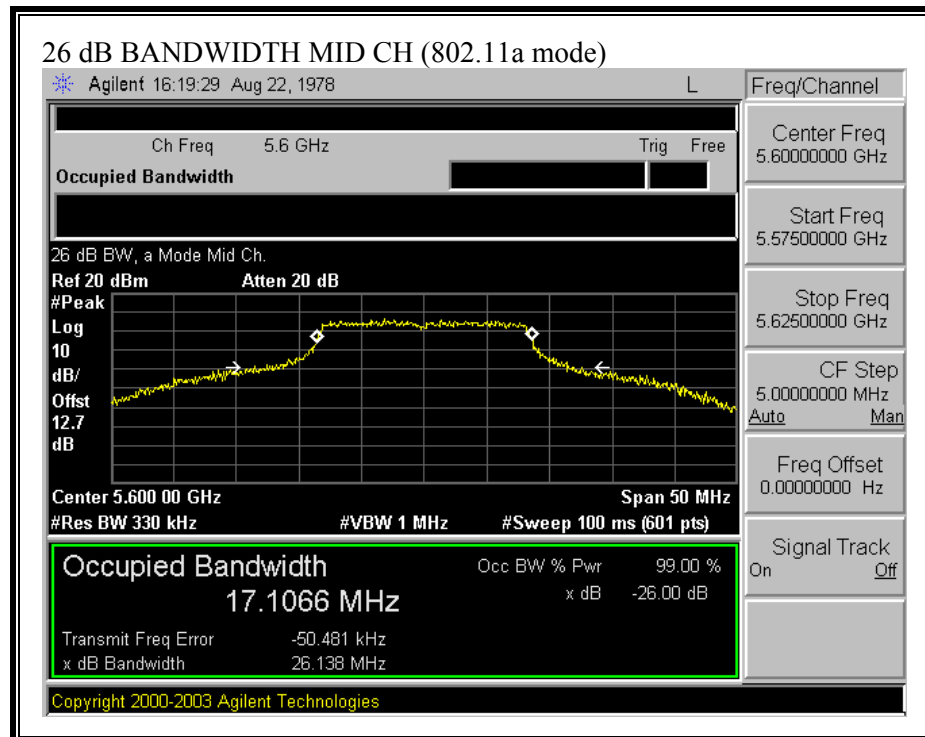 26 dB BANDWIDTH MID CH (802.11a mode)
Agilent 16:19:29 Aug 22, 1978 L
Freq/Channel
Ch Freq 5.6 GHz Trig Free
Occupied Bandwidth
Center Freq
5.60000000 GHz
Start Freq
5.57500000 GHz
26 dB BW, a Mode Mid Ch.
Ref 20 dBm Atten 20 dB
#Peak
Log
10
dB/
Offst
12.7
dB
Stop Freq
5.62500000 GHz
CF Step
5.00000000 MHz
Auto Man
Freq Offset
0.00000000 Hz
Center 5.600 00 GHz Span 50 MHz
#Res BW 330 kHz #VBW 1 MHz #Sweep 100 ms (601 pts)
Signal Track
On Off
Occupied Bandwidth
17.1066 MHz
Occ BW % Pwr 99.00 %
x dB -26.00 dB
Transmit Freq Error -50.481 kHz
x dB Bandwidth 26.138 MHz
Copyright 2000-2003 Agilent Technologies